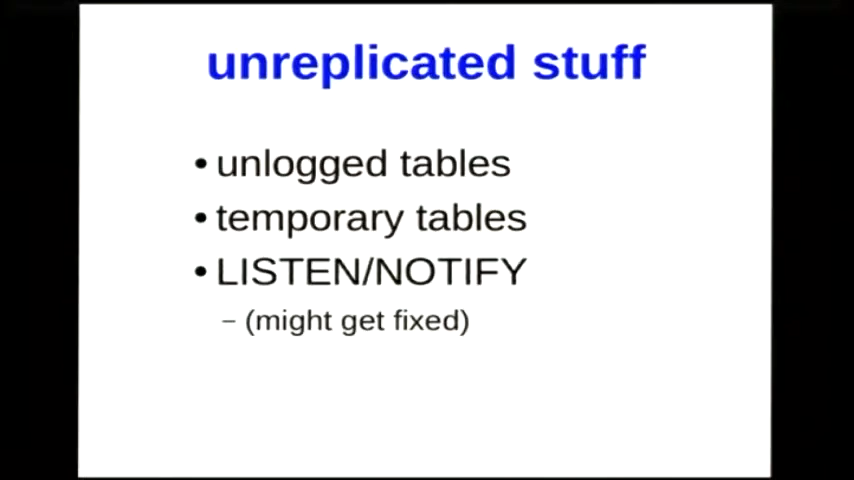 unreplicated stuff
• unlogged tables
• temporary tables
• LISTEN/NOTIFY
– (might get fixed)